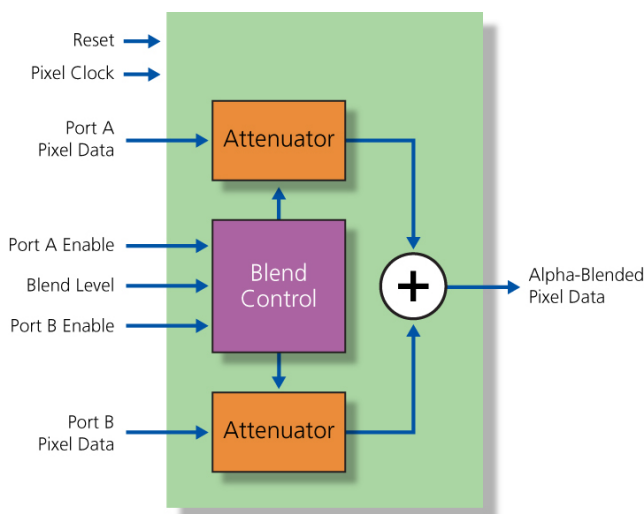 Reset
Pixel Clock
Port A
Pixel Data
Attenuator
Port A Enable
Blend Level
Port B Enable
Blend
Control
+
Alpha-Blended
Pixel Data
Port B
Pixel Data
Attenuator